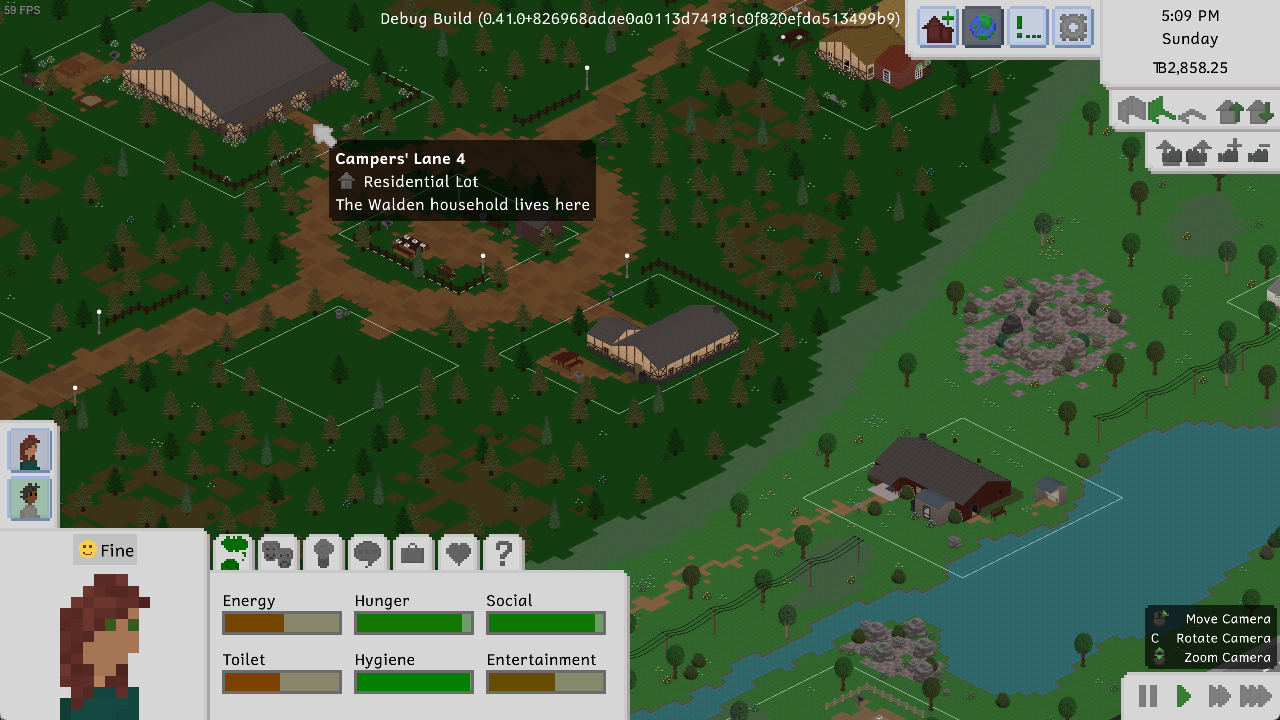 59 FPS
Debug Build (0.41.0+826968adae0a0113d74181c0f820efda513499b9)
5:09 PM
Sunday
₸B2,858.25
Campers' Lane 4
Residential Lot
The Walden household lives here
Fine
Energy
Hunger
Social
Toilet
Hygiene
Entertainment
Move Camera
C Rotate Camera
Zoom Camera